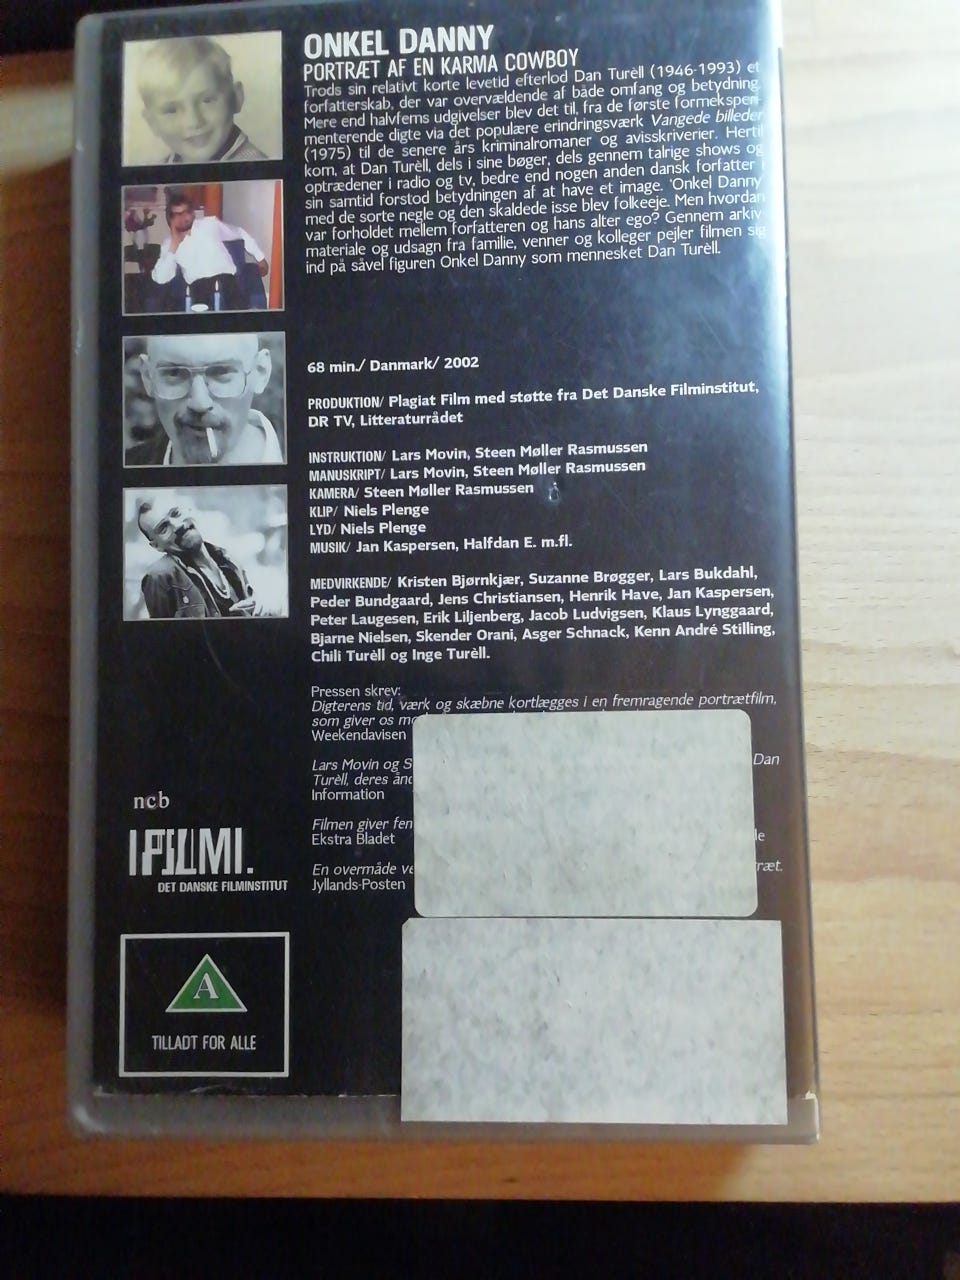 ONKEL DANNY
PORTRÆT AF EN KARMA COWBOY
Trods sin relativt korte levetid efterlod Dan Turèll (1946-1993) et
forfatterskab, der var overvældende af både omfang og betydning.
Mere end halvfems udgivelser blev det til, fra de første formeksperi-
menterende digte via det populære erindringsværk Vangede billeder
(1975) til de senere års kriminalromaner og avisskriverier. Hertil
kom, at Dan Turèll, dels i sine bøger, dels gennem talrige shows og
optrædener i radio og tv, bedre end nogen anden dansk forfatter i
sin samtid forstod betydningen af at have et image. 'Onkel Danny'
med de sorte negle og den skaldede isse blev folkeeje. Men hvordan
var forholdet mellem forfatteren og hans alter ego? Gennem arkiv-
materiale og udsagn fra familie, venner og kolleger pejler filmen sig
ind på såvel figuren Onkel Danny som mennesket Dan Turèll.
68 min./ Danmark/ 2002
PRODUKTION/ Plagiat Film med støtte fra Det Danske Filminstitut,
DR TV, Litteraturrådet
INSTRUKTION/ Lars Movin, Steen Møller Rasmussen
MANUSKRIPT/ Lars Movin, Steen Møller Rasmussen
KAMERA/ Steen Møller Rasmussen
KLIP/ Niels Plenge
LYD/ Niels Plenge
MUSIK/ Jan Kaspersen, Halfdan E. m.fl.
MEDVIRKENDE/ Kristen Bjørnkjær, Suzanne Brøgger, Lars Bukdahl,
Peder Bundgaard, Jens Christiansen, Henrik Have, Jan Kaspersen,
Peter Laugesen, Erik Liljenberg, Jacob Ludvigsen, Klaus Lynggaard,
Bjarne Nielsen, Skender Orani, Asger Schnack, Kenn André Stilling,
Chili Turèll og Inge Turèll.
Pressen skrev:
Digterens tid, værk og skæbne kortlægges i en fremragende portrætfilm,
som giver os
Weekendavisen
Lars Movin og S Dan
Turèll, deres
Information
Filmen giver
Ekstra Bladet
En overmåde
Jyllands-Posten
ncb
FILM.
DET DANSKE FILMINSTITUT
A
TILLADT FOR ALLE